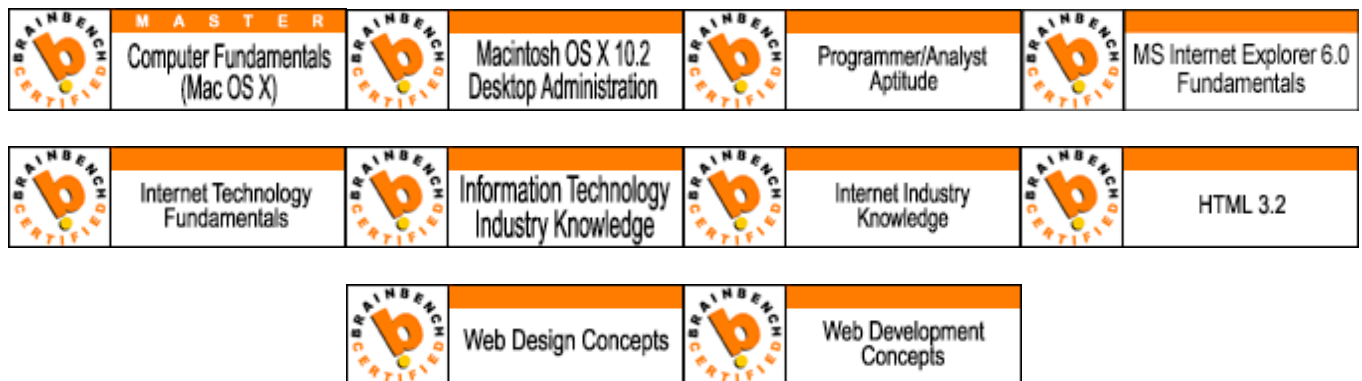 BRAINBENCH CERTIFIED
MASTER
Computer Fundamentals
(Mac OS X)
BRAINBENCH CERTIFIED
Macintosh OS X 10.2
Desktop Administration
BRAINBENCH CERTIFIED
Programmer/Analyst
Aptitude
BRAINBENCH CERTIFIED
MS Internet Explorer 6.0
Fundamentals
BRAINBENCH CERTIFIED
Internet Technology
Fundamentals
BRAINBENCH CERTIFIED
Information Technology
Industry Knowledge
BRAINBENCH CERTIFIED
Internet Industry
Knowledge
BRAINBENCH CERTIFIED
HTML 3.2
BRAINBENCH CERTIFIED
Web Design Concepts
BRAINBENCH CERTIFIED
Web Development
Concepts